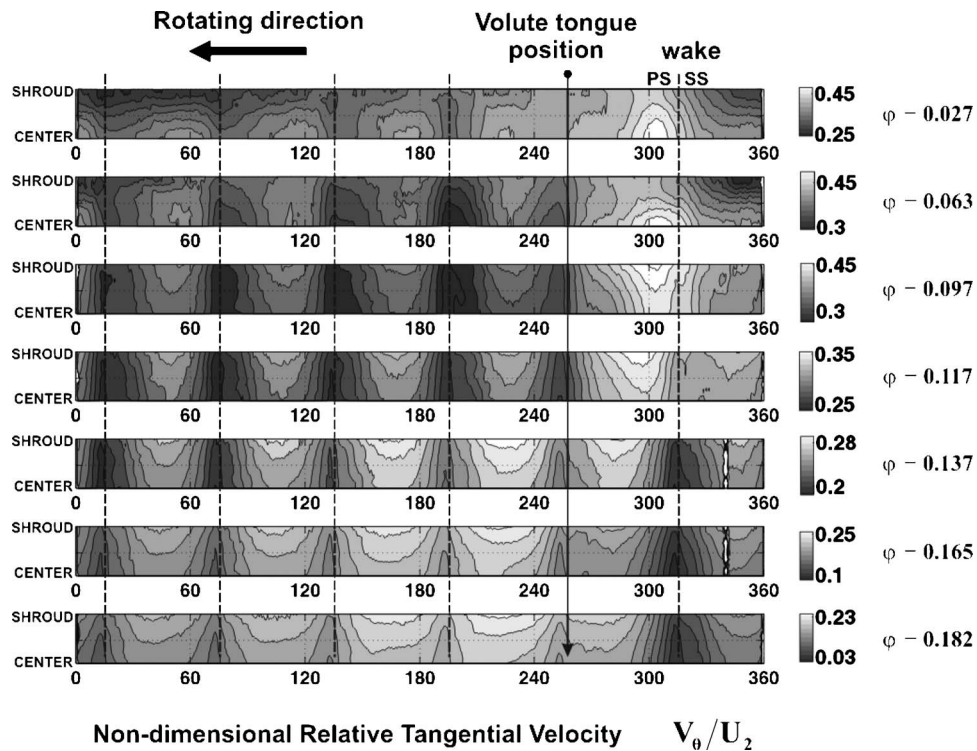 Rotating direction
Volute tongue position
wake
PS SS
SHROUD
CENTER
0 60 120 180 240 300 360
0.45
0.25
φ – 0.027
SHROUD
CENTER
0 60 120 180 240 300 360
0.45
0.3
φ – 0.063
SHROUD
CENTER
0 60 120 180 240 300 360
0.45
0.3
φ – 0.097
SHROUD
CENTER
0 60 120 180 240 300 360
0.35
0.25
φ – 0.117
SHROUD
CENTER
0 60 120 180 240 300 360
0.28
0.2
φ – 0.137
SHROUD
CENTER
0 60 120 180 240 300 360
0.25
0.1
φ – 0.165
SHROUD
CENTER
0 60 120 180 240 300 360
0.23
0.03
φ – 0.182
Non-dimensional Relative Tangential Velocity Vθ/U2